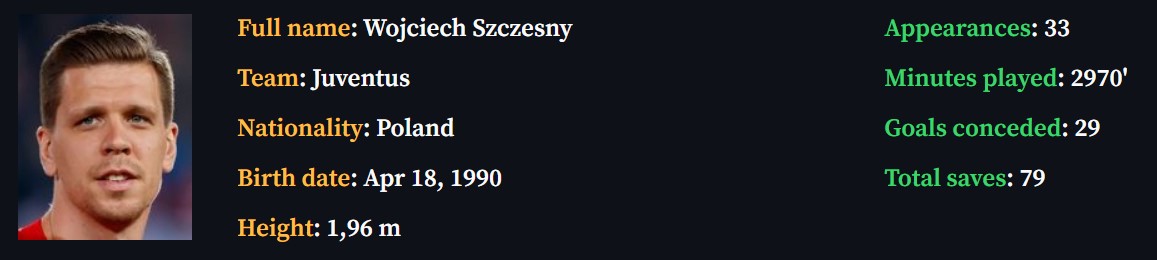 Full name: Wojciech Szczesny
Team: Juventus
Nationality: Poland
Birth date: Apr 18, 1990
Height: 1,96 m
Appearances: 33
Minutes played: 2970'
Goals conceded: 29
Total saves: 79